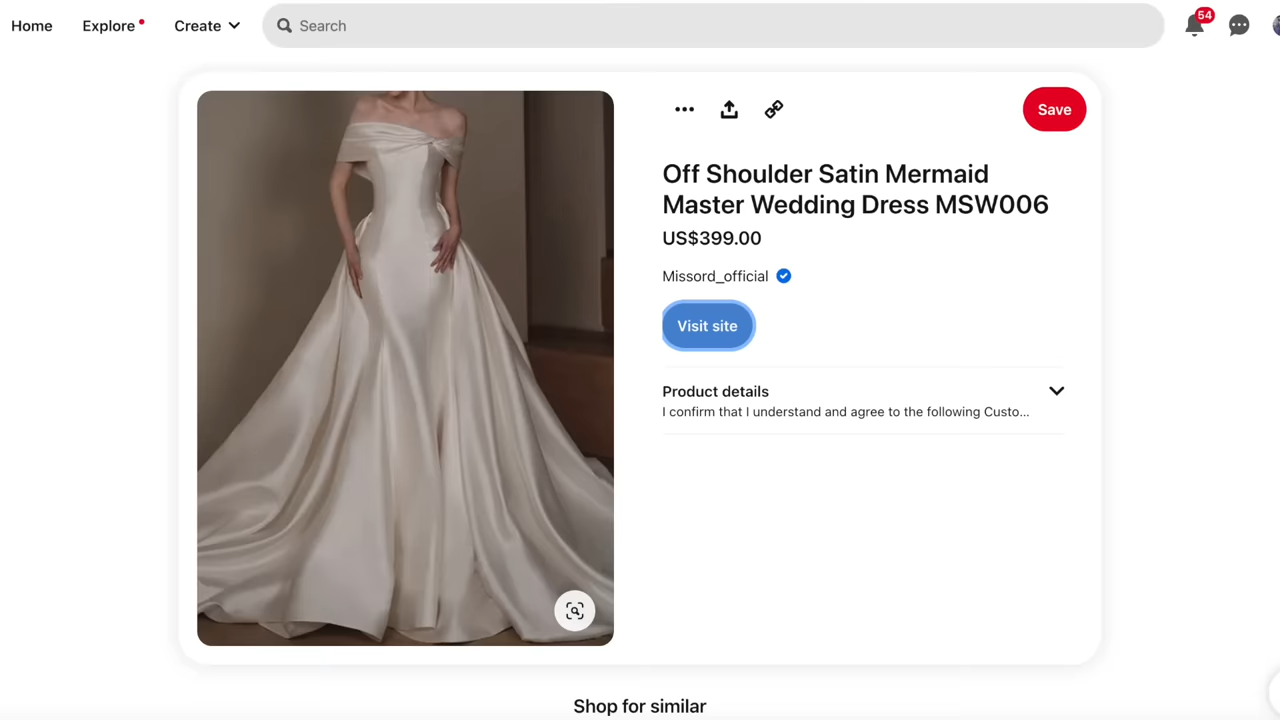 Home
Explore
Create
Search
54
Save
Off Shoulder Satin Mermaid
Master Wedding Dress MSW006
US$399.00
Missord_official
Visit site
Product details
I confirm that I understand and agree to the following Custo...
Shop for similar